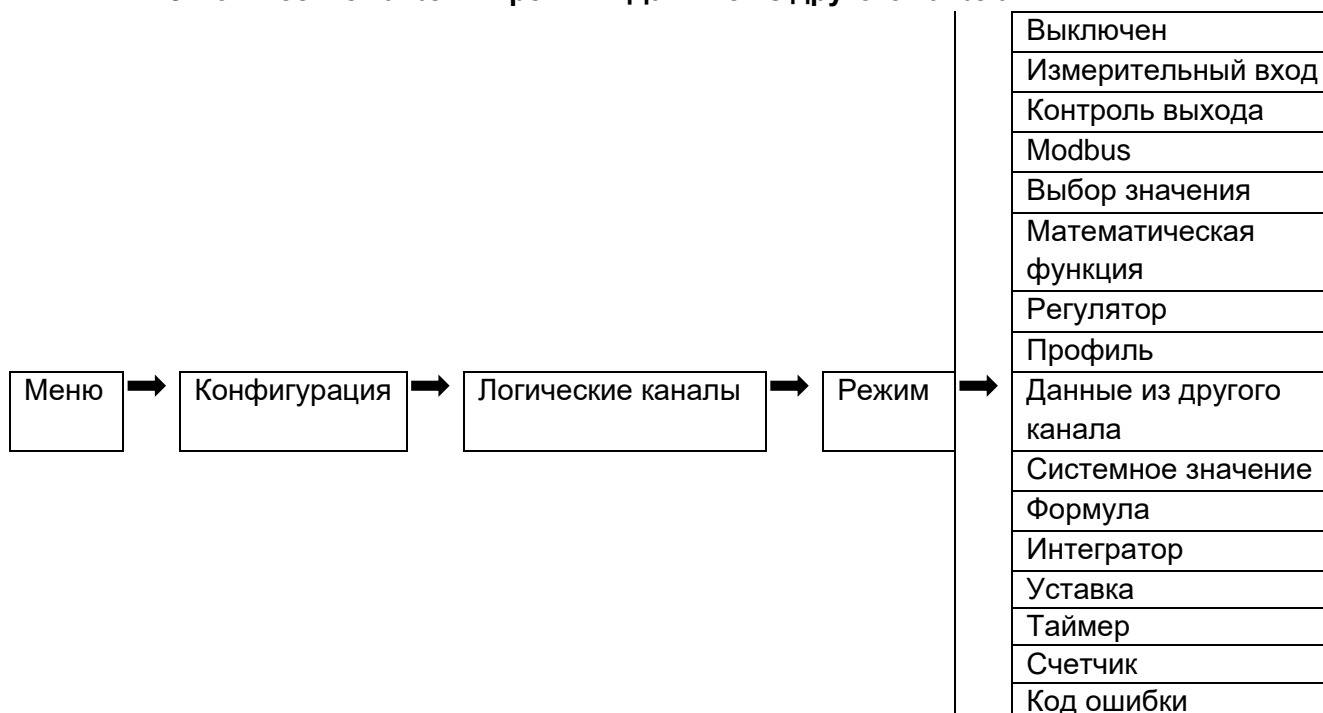 Выключен
Измерительный вход
Контроль выхода
Modbus
Выбор значения
Математическая
функция
Регулятор
Профиль
Меню
Конфигурация
Логические каналы
Режим
Данные из другого
канала
Системное значение
Формула
Интегратор
Уставка
Таймер
Счетчик
Код ошибки